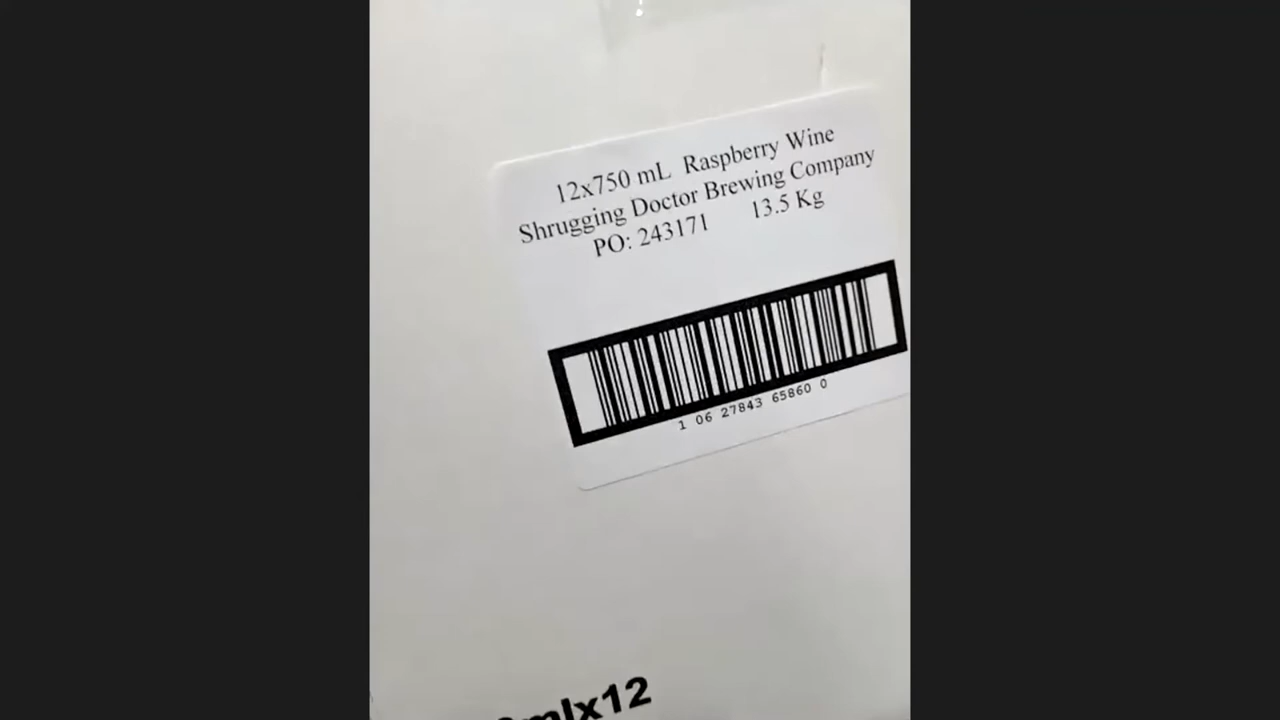 12x750 mL Raspberry Wine
Shrugging Doctor Brewing Company
PO: 243171 13.5 Kg
1 06 27843 65860 0
mlx12